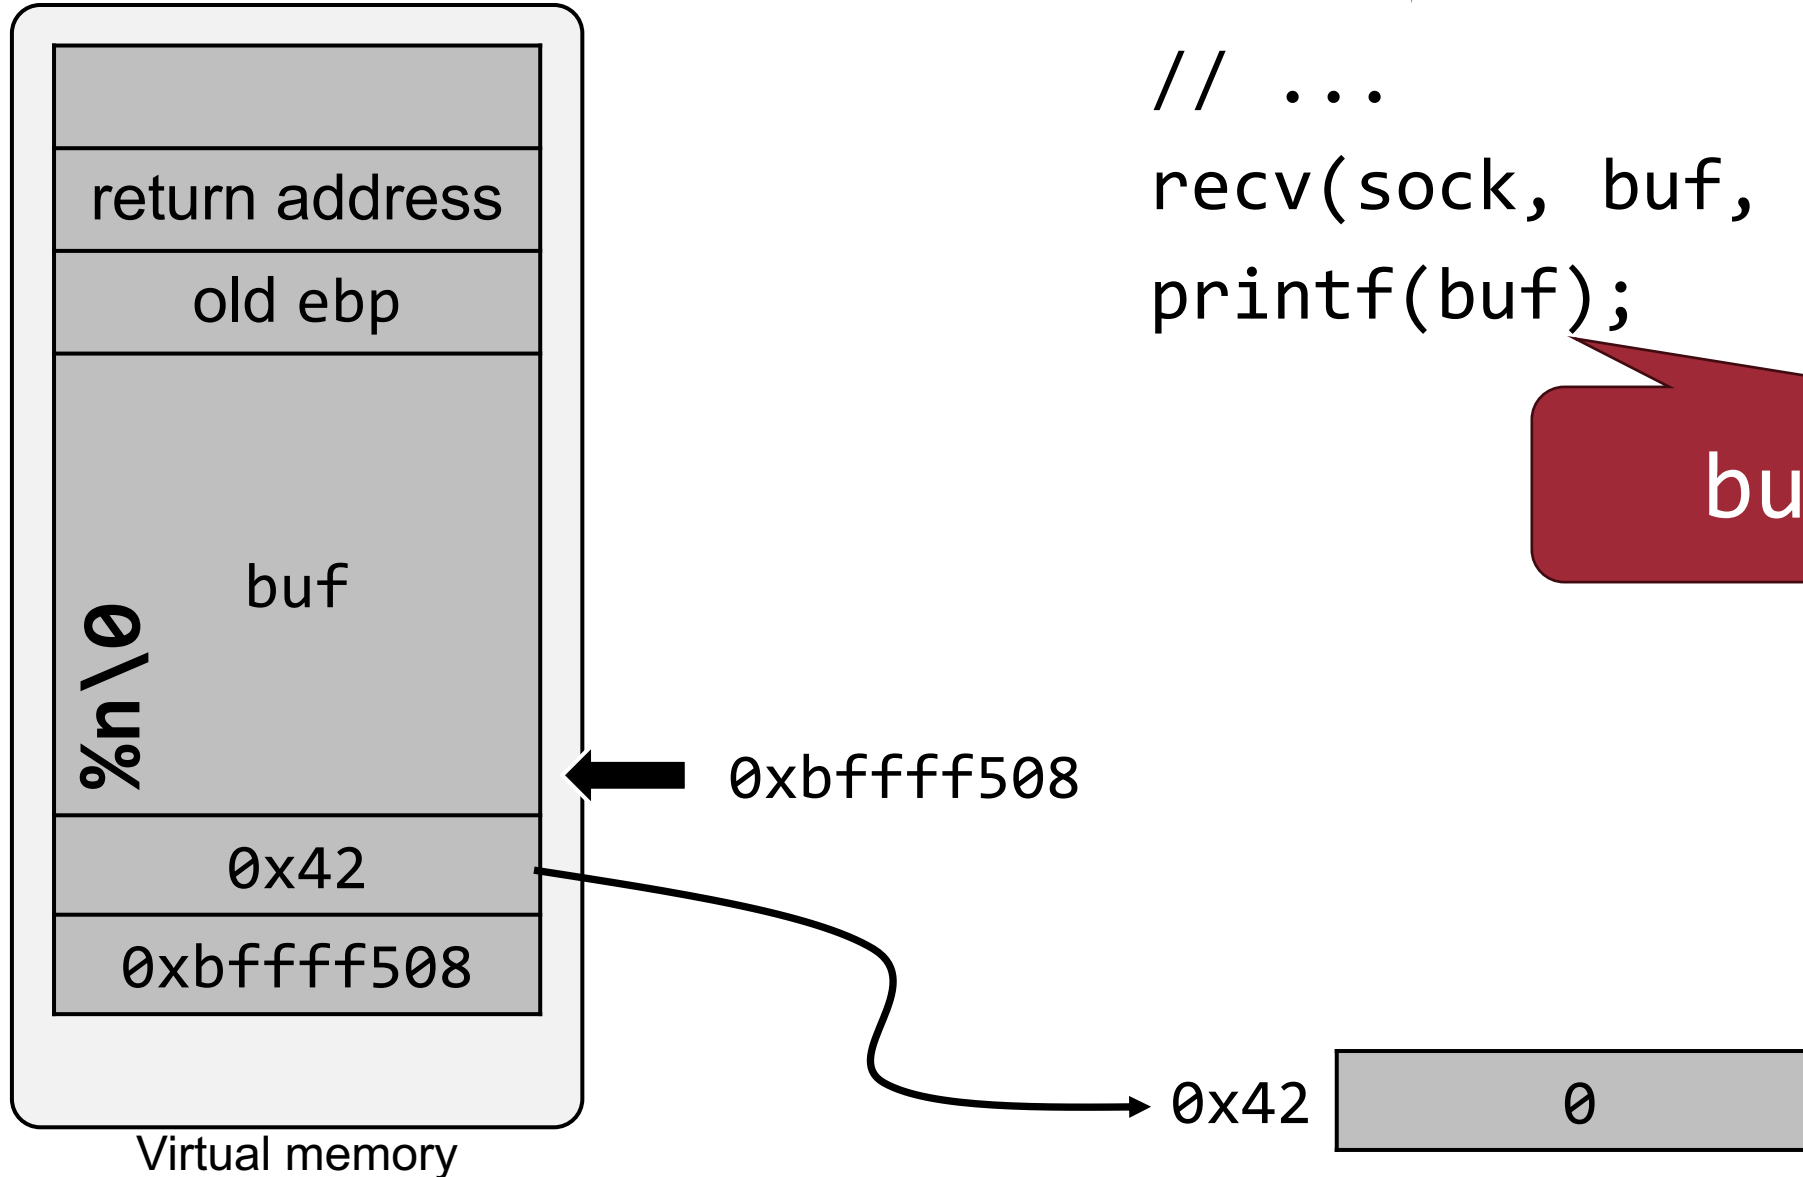 return address
old ebp
buf
%n\0
0x42
0xbffff508
Virtual memory
0xbffff508
// ...
recv(sock, buf,
printf(buf);
bu
0x42
0